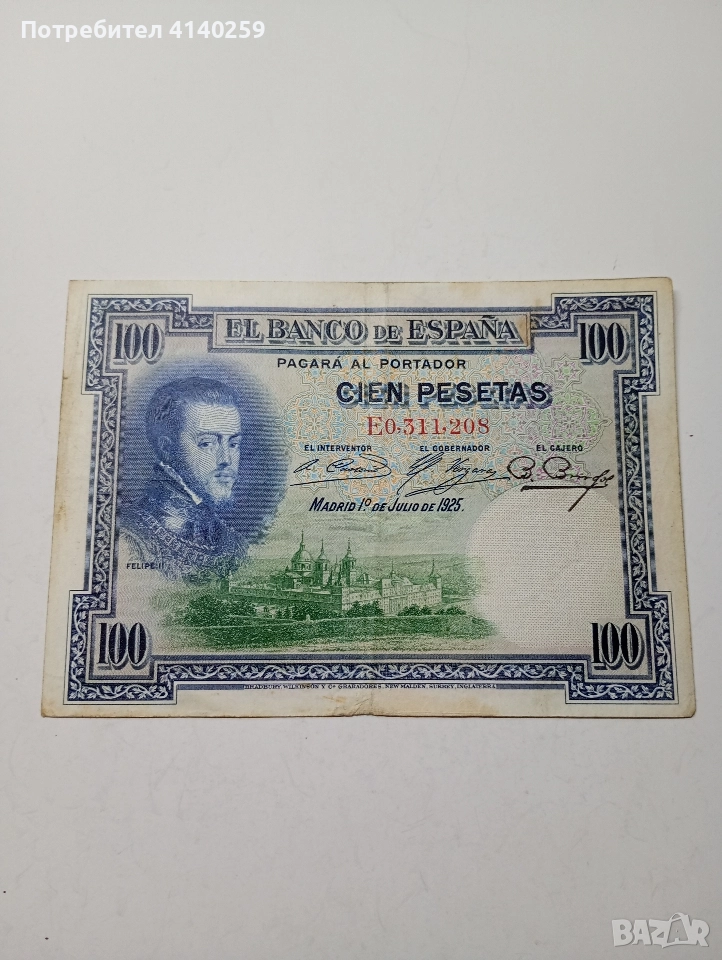 Потребител 4140259
100 EL BANCO DE ESPAÑA 100
PAGARÁ AL PORTADOR
CIEN PESETAS
E0,311,208
EL INTERVENTOR EL GOBERNADOR EL CAJERO
MADRID 1º DE JULIO DE 1925.
FELIPE II
100 100
BRADBURY, WILKINSON Y Cª GRABADORES, NEW MALDEN, SURREY, INGLATERRA
BAZAR